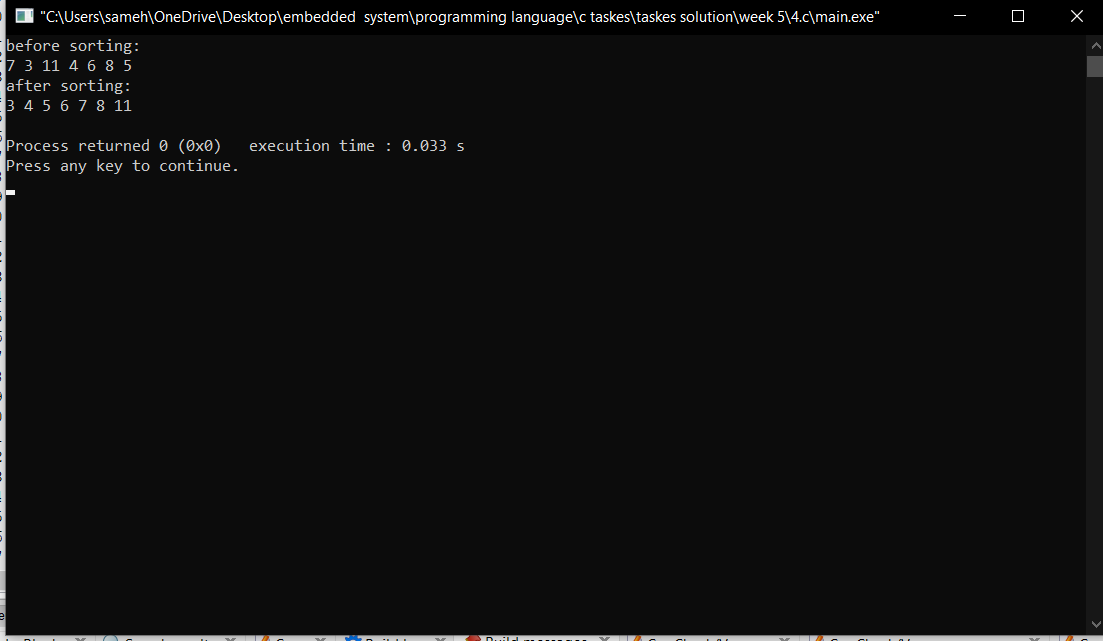 "C:\Users\sameh\OneDrive\Desktop\embedded  system\programming language\c taskes\taskes solution\week 5\4.c\main.exe"
before sorting:
7 3 11 4 6 8 5
after sorting:
3 4 5 6 7 8 11
Process returned 0 (0x0)   execution time : 0.033 s
Press any key to continue.
Build messages